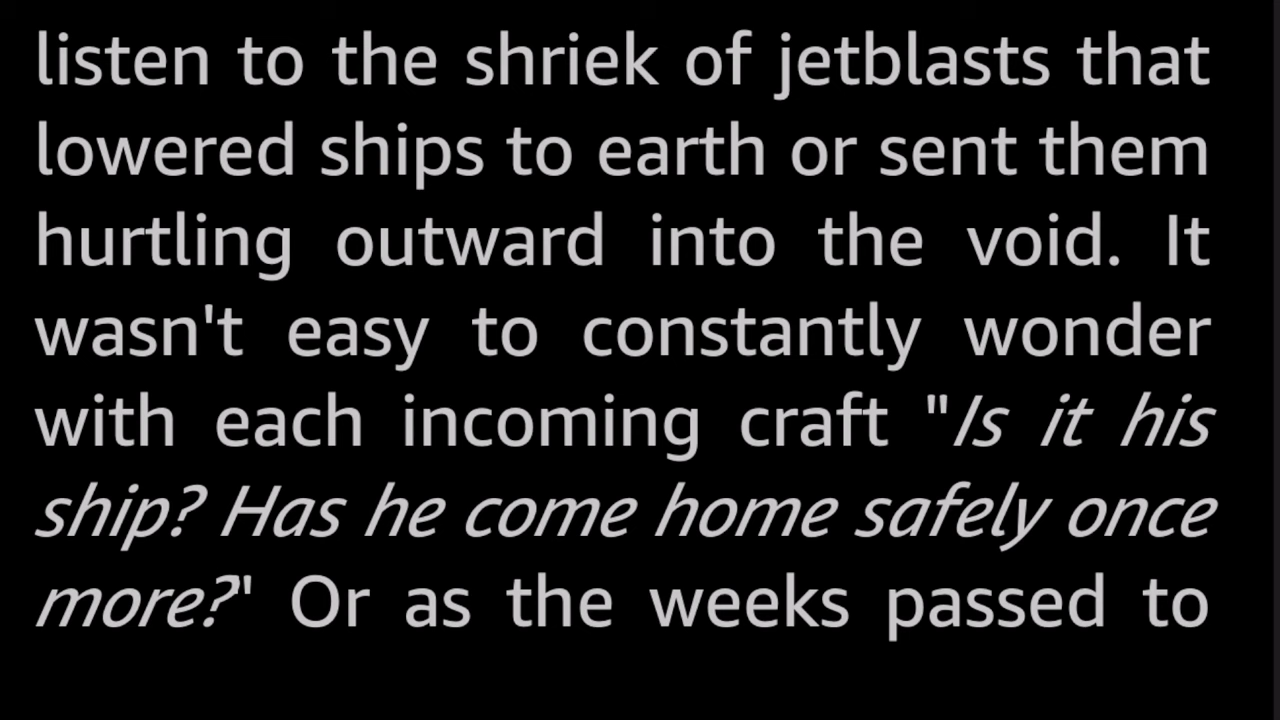 listen to the shriek of jetblasts that
lowered ships to earth or sent them
hurtling outward into the void. It
wasn't easy to constantly wonder
with each incoming craft "Is it his
ship? Has he come home safely once
more?" Or as the weeks passed to